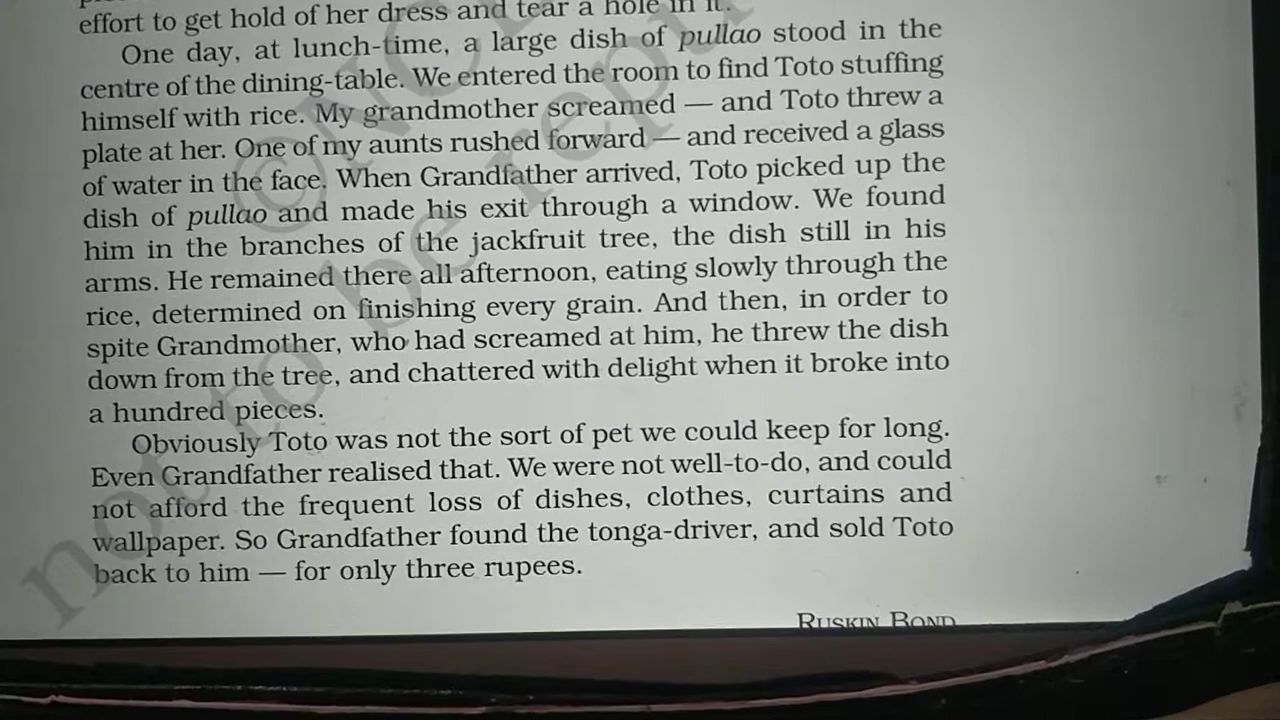 effort to get hold of her dress and tear a hole in it.
One day, at lunch-time, a large dish of pullao stood in the
centre of the dining-table. We entered the room to find Toto stuffing
himself with rice. My grandmother screamed — and Toto threw a
plate at her. One of my aunts rushed forward — and received a glass
of water in the face. When Grandfather arrived, Toto picked up the
dish of pullao and made his exit through a window. We found
him in the branches of the jackfruit tree, the dish still in his
arms. He remained there all afternoon, eating slowly through the
rice, determined on finishing every grain. And then, in order to
spite Grandmother, who had screamed at him, he threw the dish
down from the tree, and chattered with delight when it broke into
a hundred pieces.
Obviously Toto was not the sort of pet we could keep for long.
Even Grandfather realised that. We were not well-to-do, and could
not afford the frequent loss of dishes, clothes, curtains and
wallpaper. So Grandfather found the tonga-driver, and sold Toto
back to him — for only three rupees.
RUSKIN BOND
not to be